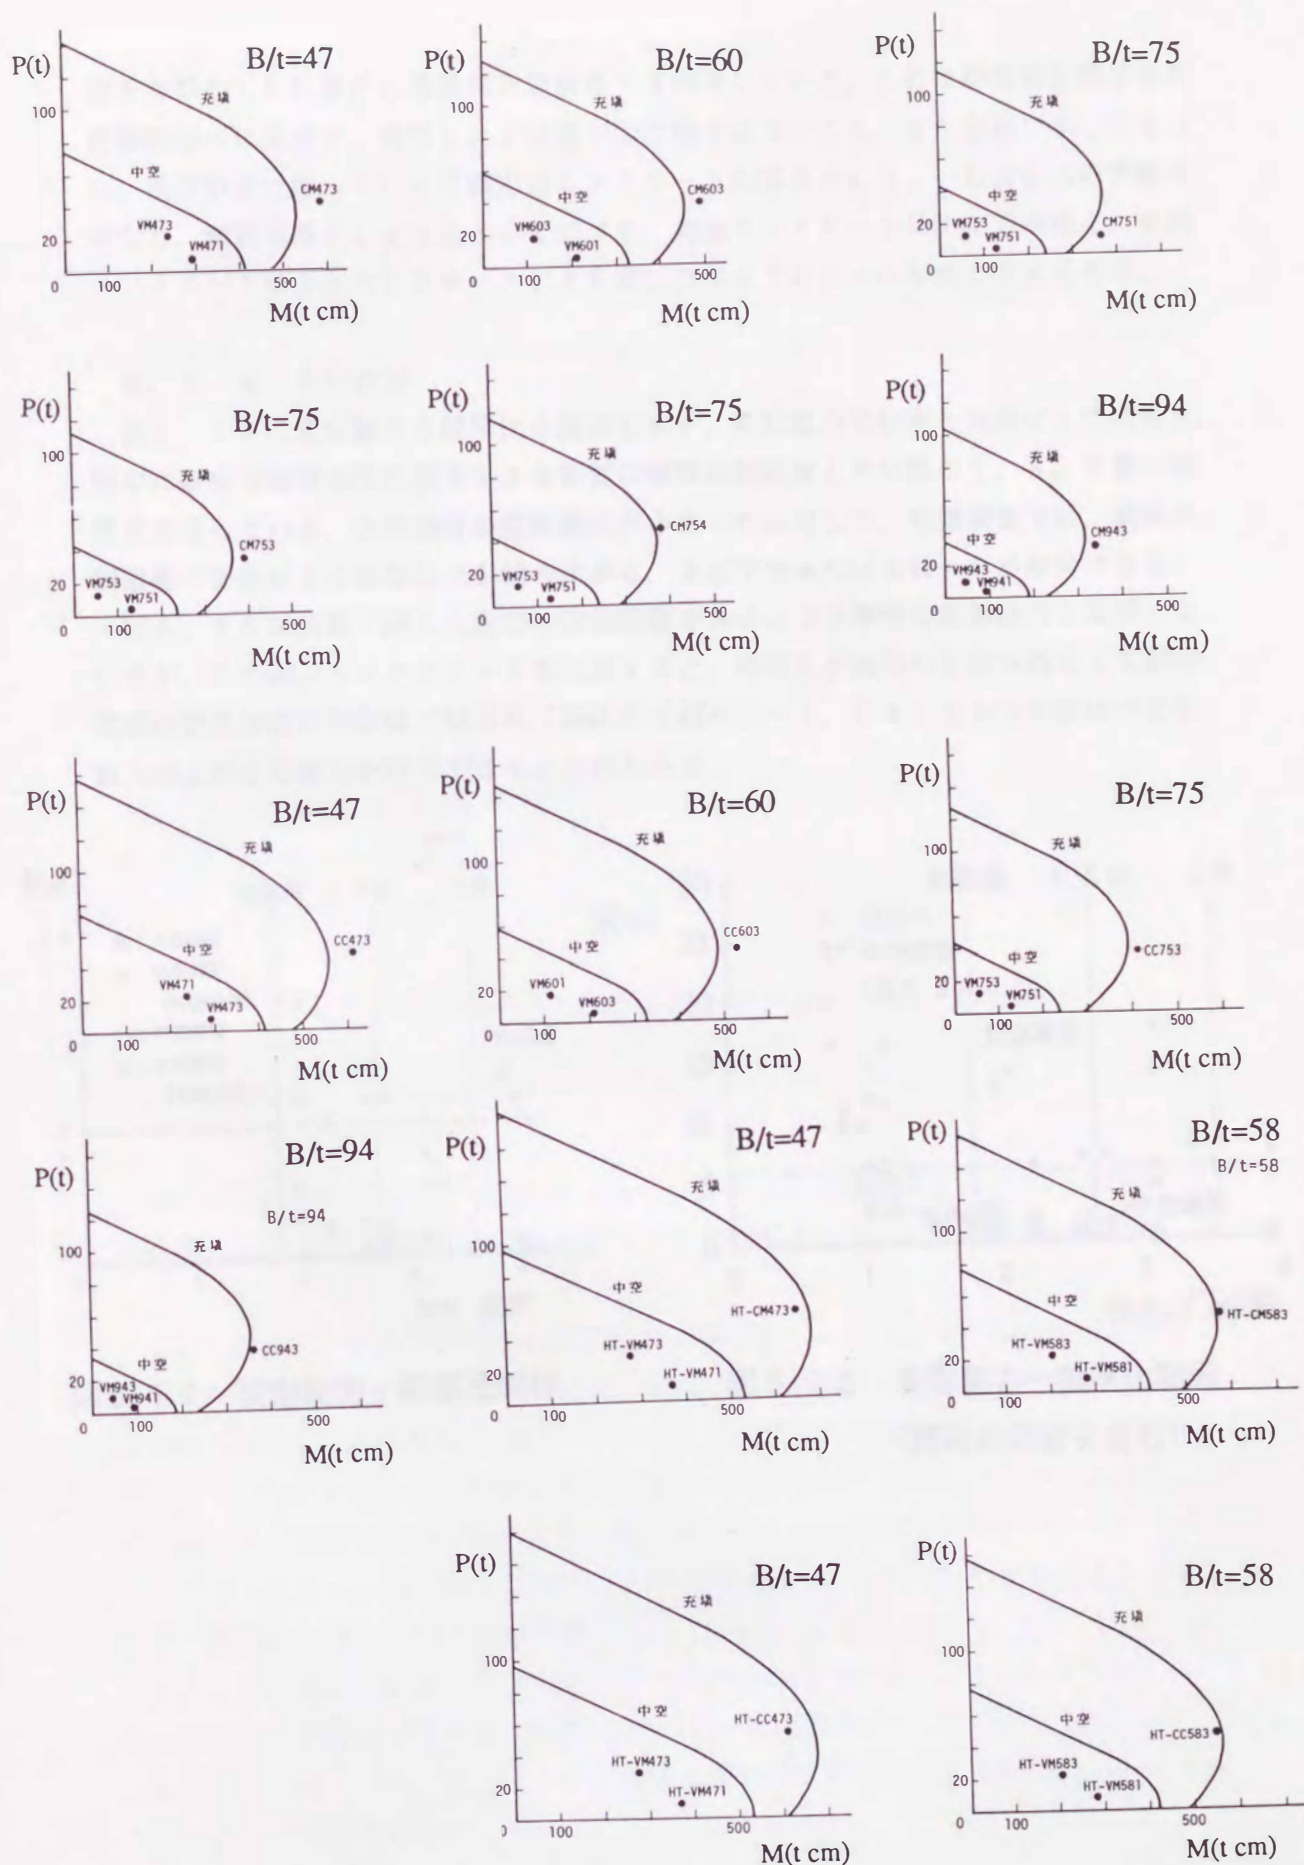 B/t=47
P(t)
充填
100
中空
CM473
VM473
VM471
20
0
100
500
M(t cm)
B/t=60
P(t)
充填
100
中空
CM603
VM603
VM601
20
0
100
500
M(t cm)
B/t=75
P(t)
充填
100
中空
VM753
VM751
CM751
20
0
100
500
M(t cm)
B/t=75
P(t)
充填
100
CM753
VM753
VM751
20
0
100
500
M(t cm)
B/t=75
P(t)
充填
100
CM754
VM753
VM751
20
0
100
500
M(t cm)
B/t=94
P(t)
充填
100
中空
CM943
VM943
VM941
20
0
100
500
M(t cm)
B/t=47
P(t)
充填
100
中空
CC473
VM471
VM473
20
0
100
500
M(t cm)
B/t=60
P(t)
充填
100
中空
CC603
VM601
VM603
20
0
100
500
M(t cm)
B/t=75
P(t)
充填
100
中空
CC753
VM753
VM751
20
0
100
500
M(t cm)
B/t=94
P(t)
B/t=94
充填
100
中空
CC943
VM943
VM941
20
0
100
500
M(t cm)
B/t=47
P(t)
充填
100
中空
HT-CM473
HT-VM473
HT-VM471
20
0
100
500
M(t cm)
B/t=58
B/t=58
P(t)
充填
100
中空
HT-CM583
HT-VM583
HT-VM581
20
0
100
500
M(t cm)
B/t=47
P(t)
充填
100
中空
HT-CC473
HT-VM473
HT-VM471
20
0
100
500
M(t cm)
B/t=58
P(t)
充填
100
中空
HT-CC583
HT-VM583
HT-VM581
20
0
100
500
M(t cm)